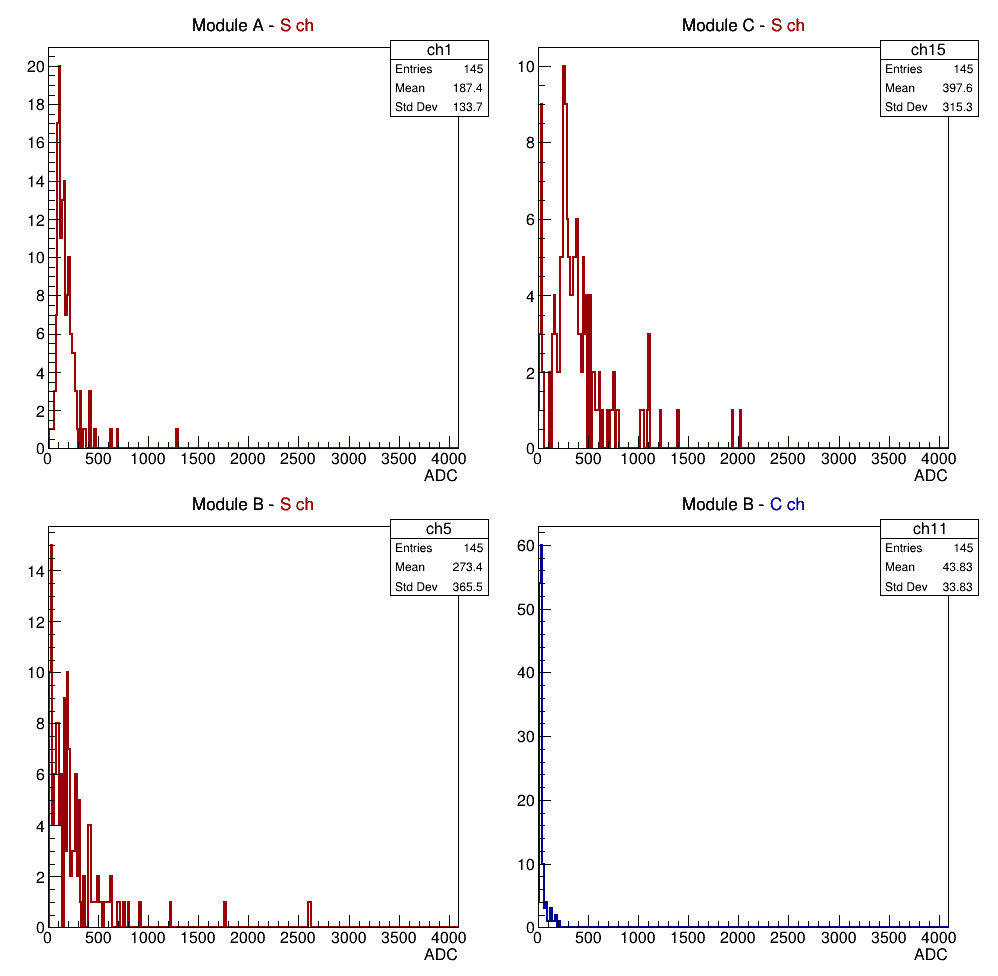 Module A - S ch
ch1
Entries 145
Mean 187.4
Std Dev 133.7
20
18
16
14
12
10
8
6
4
2
0
0 500 1000 1500 2000 2500 3000 3500 4000
ADC
Module C - S ch
ch15
Entries 145
Mean 397.6
Std Dev 315.3
10
8
6
4
2
0
0 500 1000 1500 2000 2500 3000 3500 4000
ADC
Module B - S ch
ch5
Entries 145
Mean 273.4
Std Dev 365.5
14
12
10
8
6
4
2
0
0 500 1000 1500 2000 2500 3000 3500 4000
ADC
Module B - C ch
ch11
Entries 145
Mean 43.83
Std Dev 33.83
60
50
40
30
20
10
0
0 500 1000 1500 2000 2500 3000 3500 4000
ADC